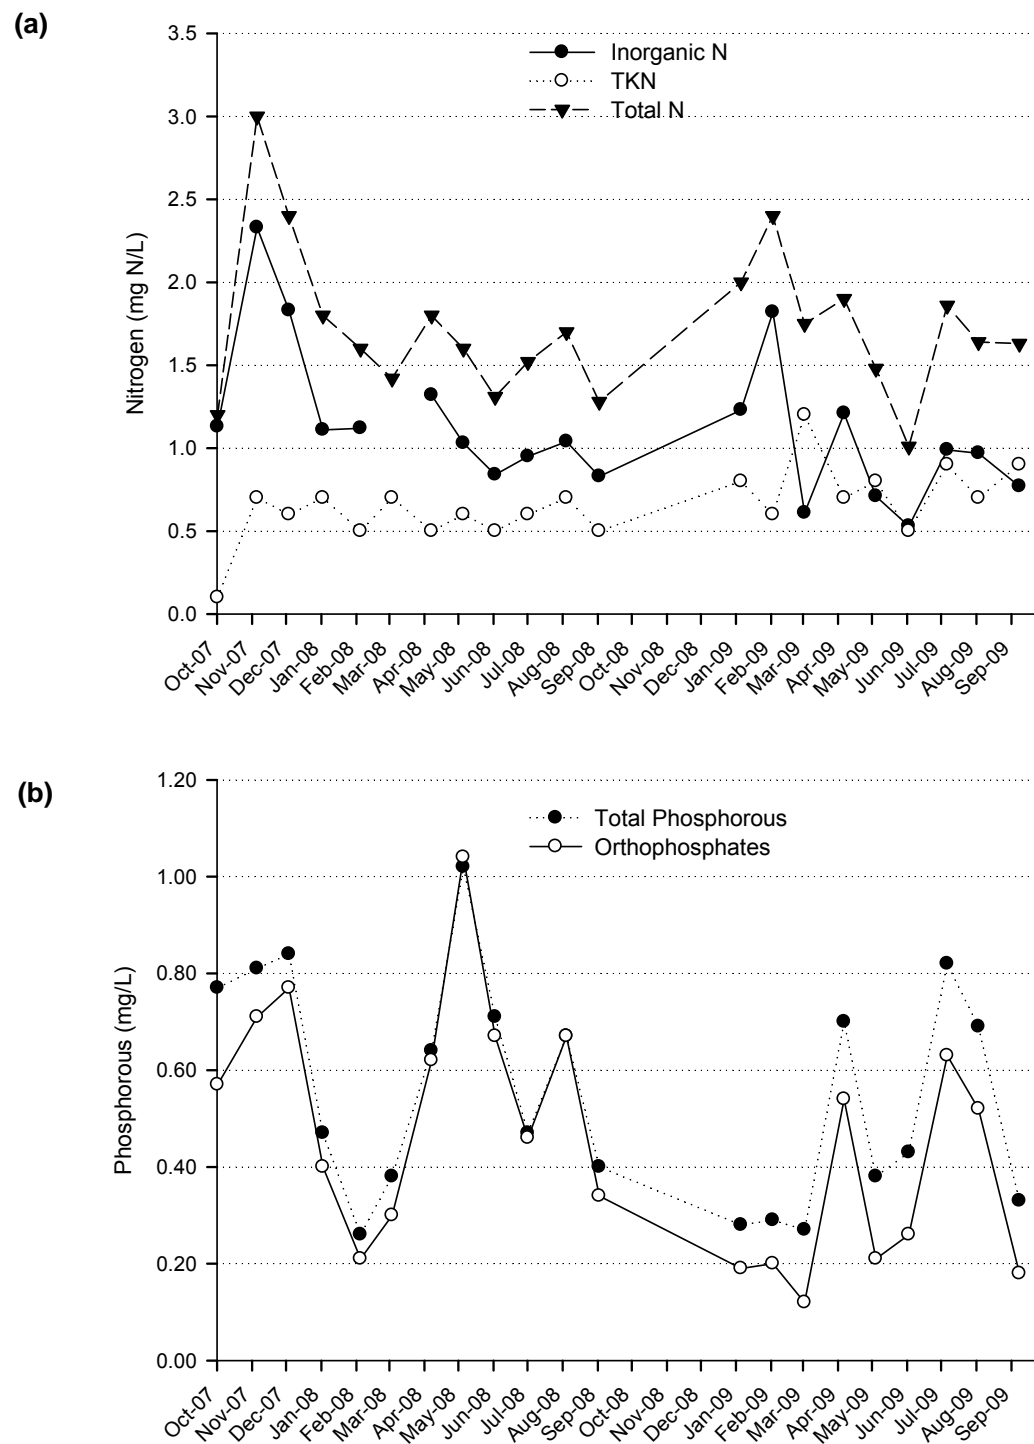 (a)
3.5
3.0
2.5
2.0
1.5
1.0
0.5
0.0
Nitrogen (mg N/L)
Inorganic N
TKN
Total N
Oct-07
Nov-07
Dec-07
Jan-08
Feb-08
Mar-08
Apr-08
May-08
Jun-08
Jul-08
Aug-08
Sep-08
Oct-08
Nov-08
Dec-08
Jan-09
Feb-09
Mar-09
Apr-09
May-09
Jun-09
Jul-09
Aug-09
Sep-09
(b)
1.20
1.00
0.80
0.60
0.40
0.20
0.00
Phosphorous (mg/L)
Total Phosphorous
Orthophosphates
Oct-07
Nov-07
Dec-07
Jan-08
Feb-08
Mar-08
Apr-08
May-08
Jun-08
Jul-08
Aug-08
Sep-08
Oct-08
Nov-08
Dec-08
Jan-09
Feb-09
Mar-09
Apr-09
May-09
Jun-09
Jul-09
Aug-09
Sep-09